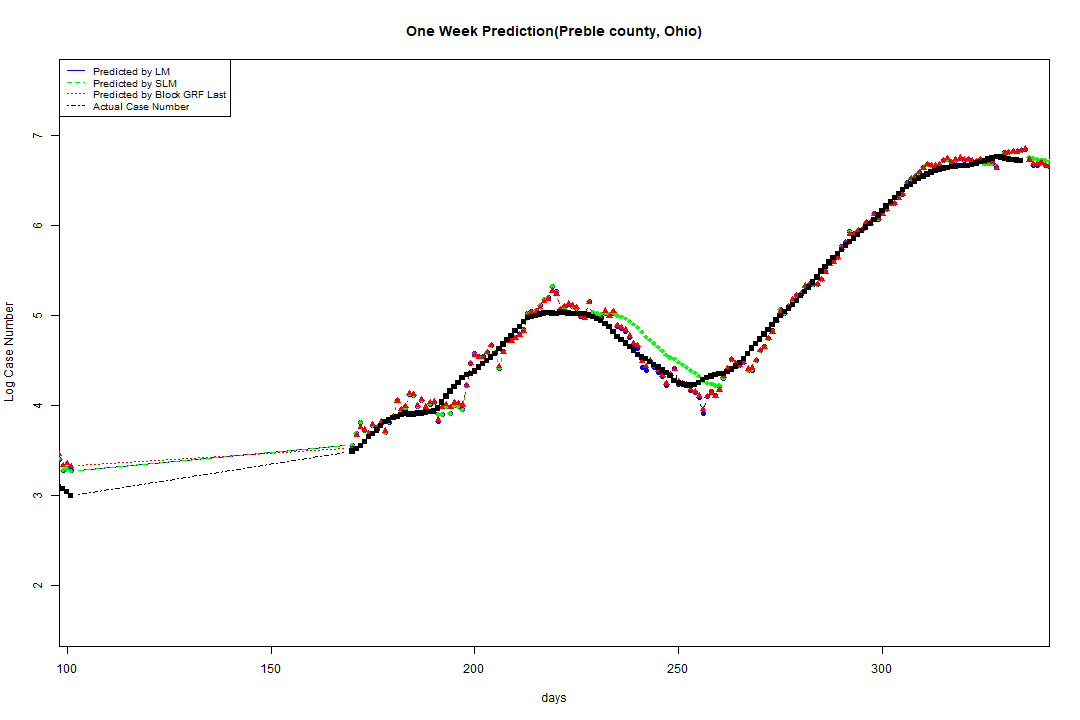 One Week Prediction(Preble county, Ohio)
Predicted by LM
Predicted by SLM
Predicted by Block GRF Last
Actual Case Number
7
6
5
4
3
2
Log Case Number
100 150 200 250 300
days